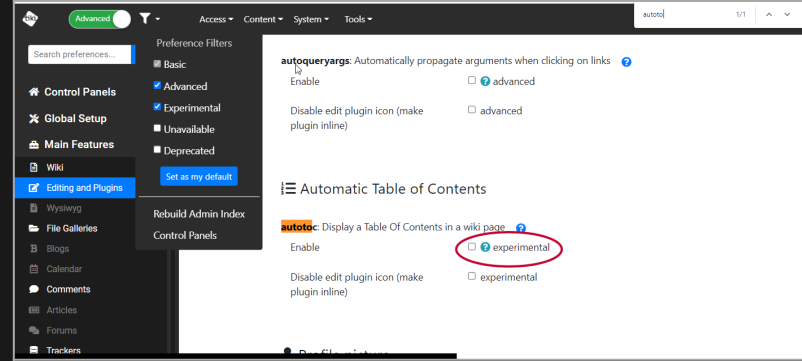 tiki
Advanced
Access
Content
System
Tools
autoto
1/1
Search preferences...
Control Panels
Global Setup
Main Features
Wiki
Editing and Plugins
Wysiwyg
File Galleries
Blogs
Calendar
Comments
Articles
Forums
Trackers
Preference Filters
Basic
Advanced
Experimental
Unavailable
Deprecated
Set as my default
Rebuild Admin Index
Control Panels
autoqueryargs: Automatically propagate arguments when clicking on links
Enable
advanced
Disable edit plugin icon (make
plugin inline)
advanced
Automatic Table of Contents
autotoc: Display a Table Of Contents in a wiki page
Enable
experimental
Disable edit plugin icon (make
plugin inline)
experimental
Profile picture